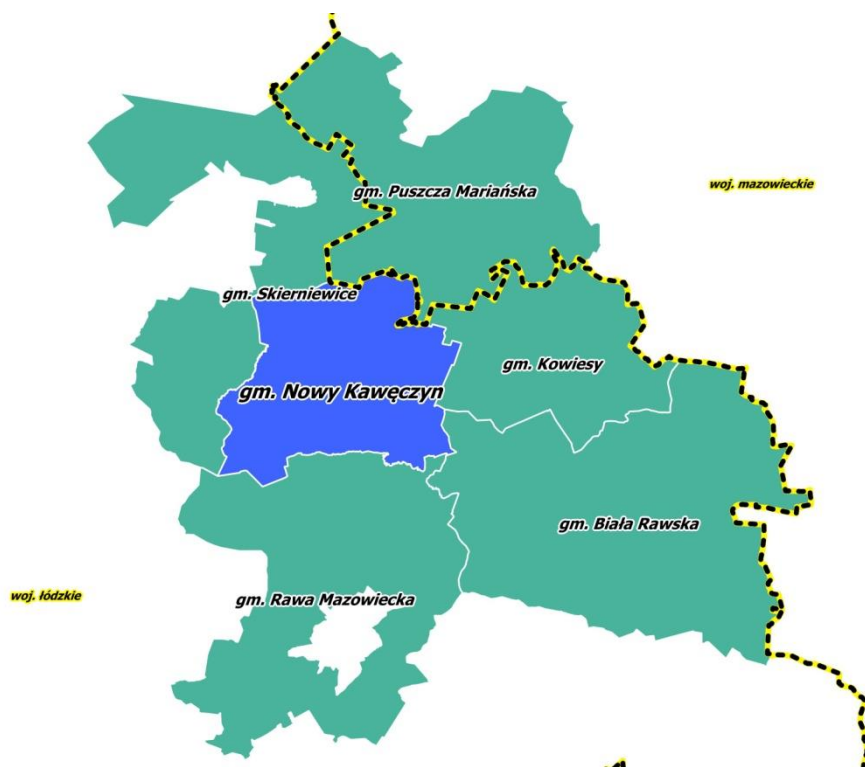 woj. mazowieckie
gm. Puszcza Mariańska
gm. Skierniewice
gm. Kowiesy
gm. Nowy Kawęczyn
gm. Biała Rawska
woj. łódzkie
gm. Rawa Mazowiecka